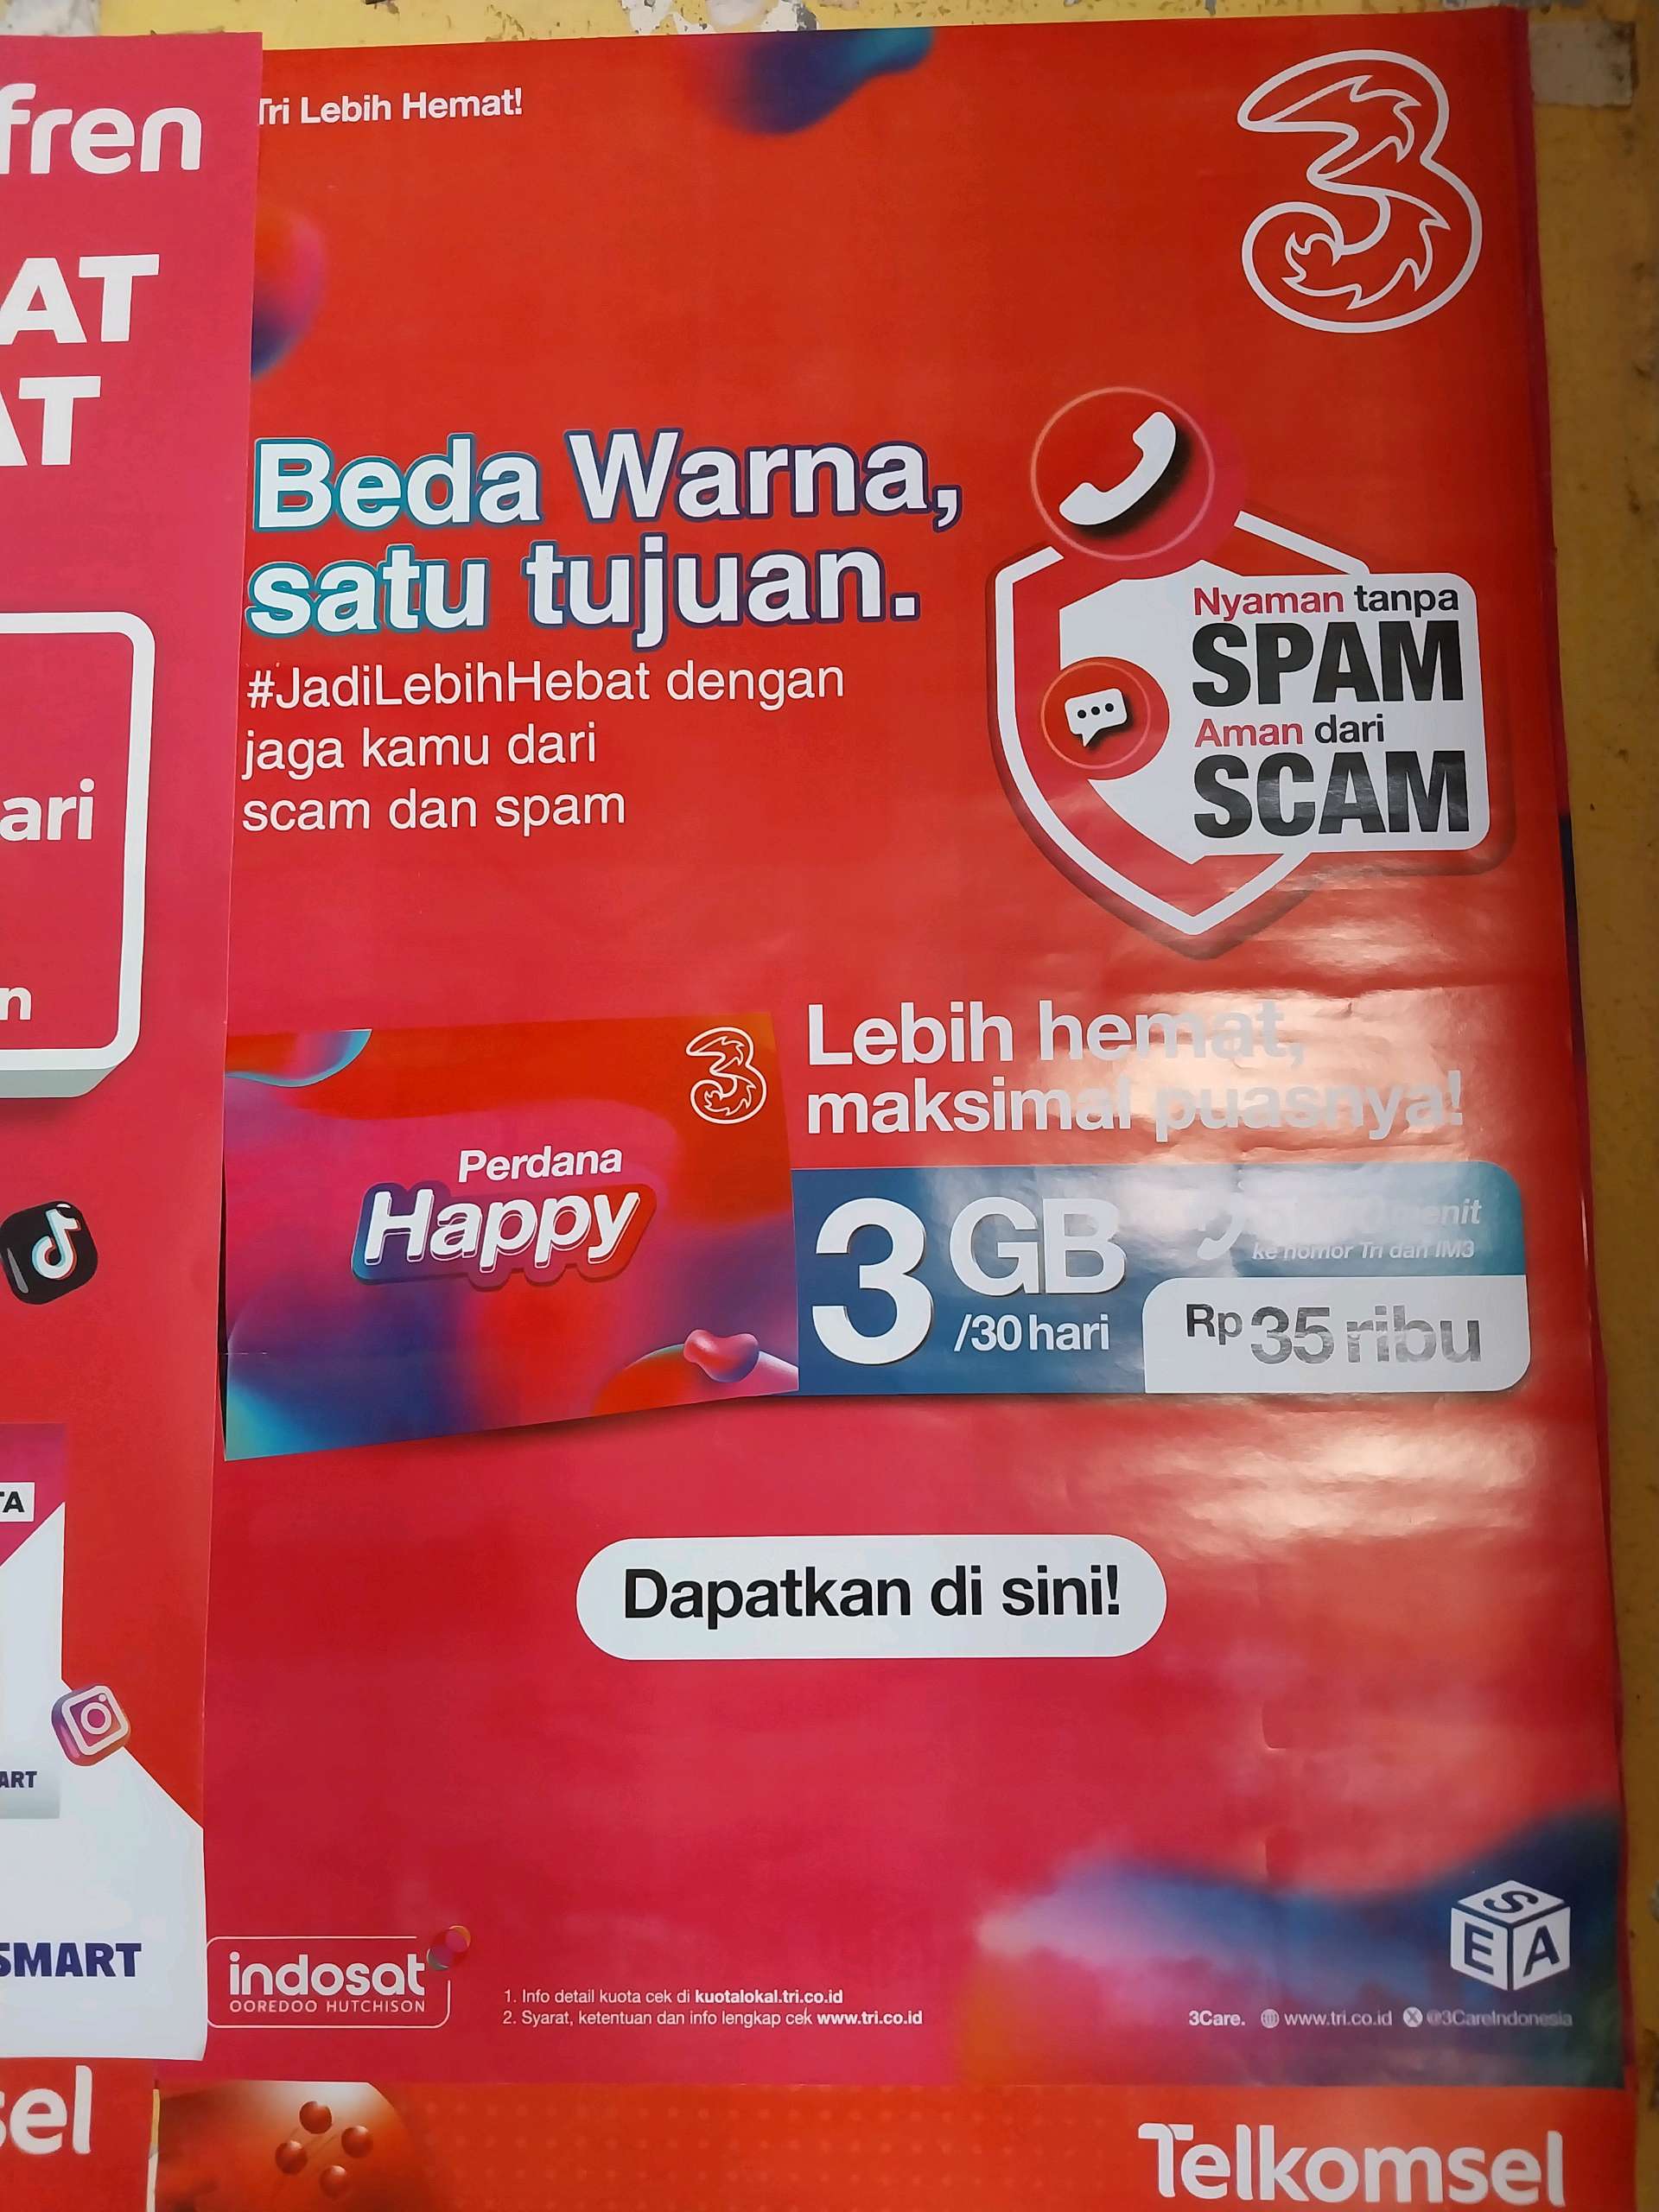 fren
AT
AT
ari
n
TA
ART
SMART
sel
Tri Lebih Hemat!
3
Beda Warna,
satu tujuan.
#JadiLebihHebat dengan
jaga kamu dari
scam dan spam
Nyaman tanpa
SPAM
Aman dari
SCAM
Lebih hemat,
maksimal puasnya!
3
Perdana
Happy
3 GB
/30 hari
menit
ke nomor Tri dan IM3
Rp35 ribu
Dapatkan di sini!
indosat
OOREDOO HUTCHISON
1. Info detail kuota cek di kuotalokal.tri.co.id
2. Syarat, ketentuan dan info lengkap cek www.tri.co.id
S
E A
3Care. www.tri.co.id @3CareIndonesia
Telkomsel